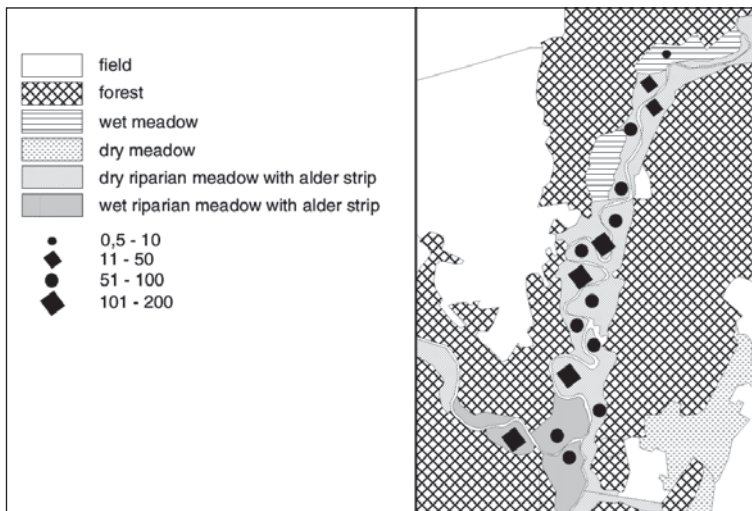 field
forest
wet meadow
dry meadow
dry riparian meadow with alder strip
wet riparian meadow with alder strip
0,5 - 10
11 - 50
51 - 100
101 - 200